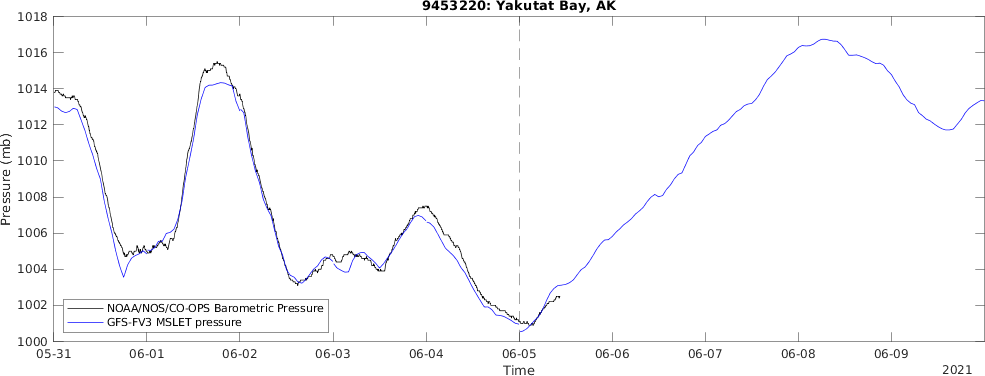 9453220: Yakutat Bay, AK
1018
1016
1014
1012
1010
1008
1006
1004
1002
1000
Pressure (mb)
NOAA/NOS/CO-OPS Barometric Pressure
GFS-FV3 MSLET pressure
05-31 06-01 06-02 06-03 06-04 06-05 06-06 06-07 06-08 06-09
Time
2021